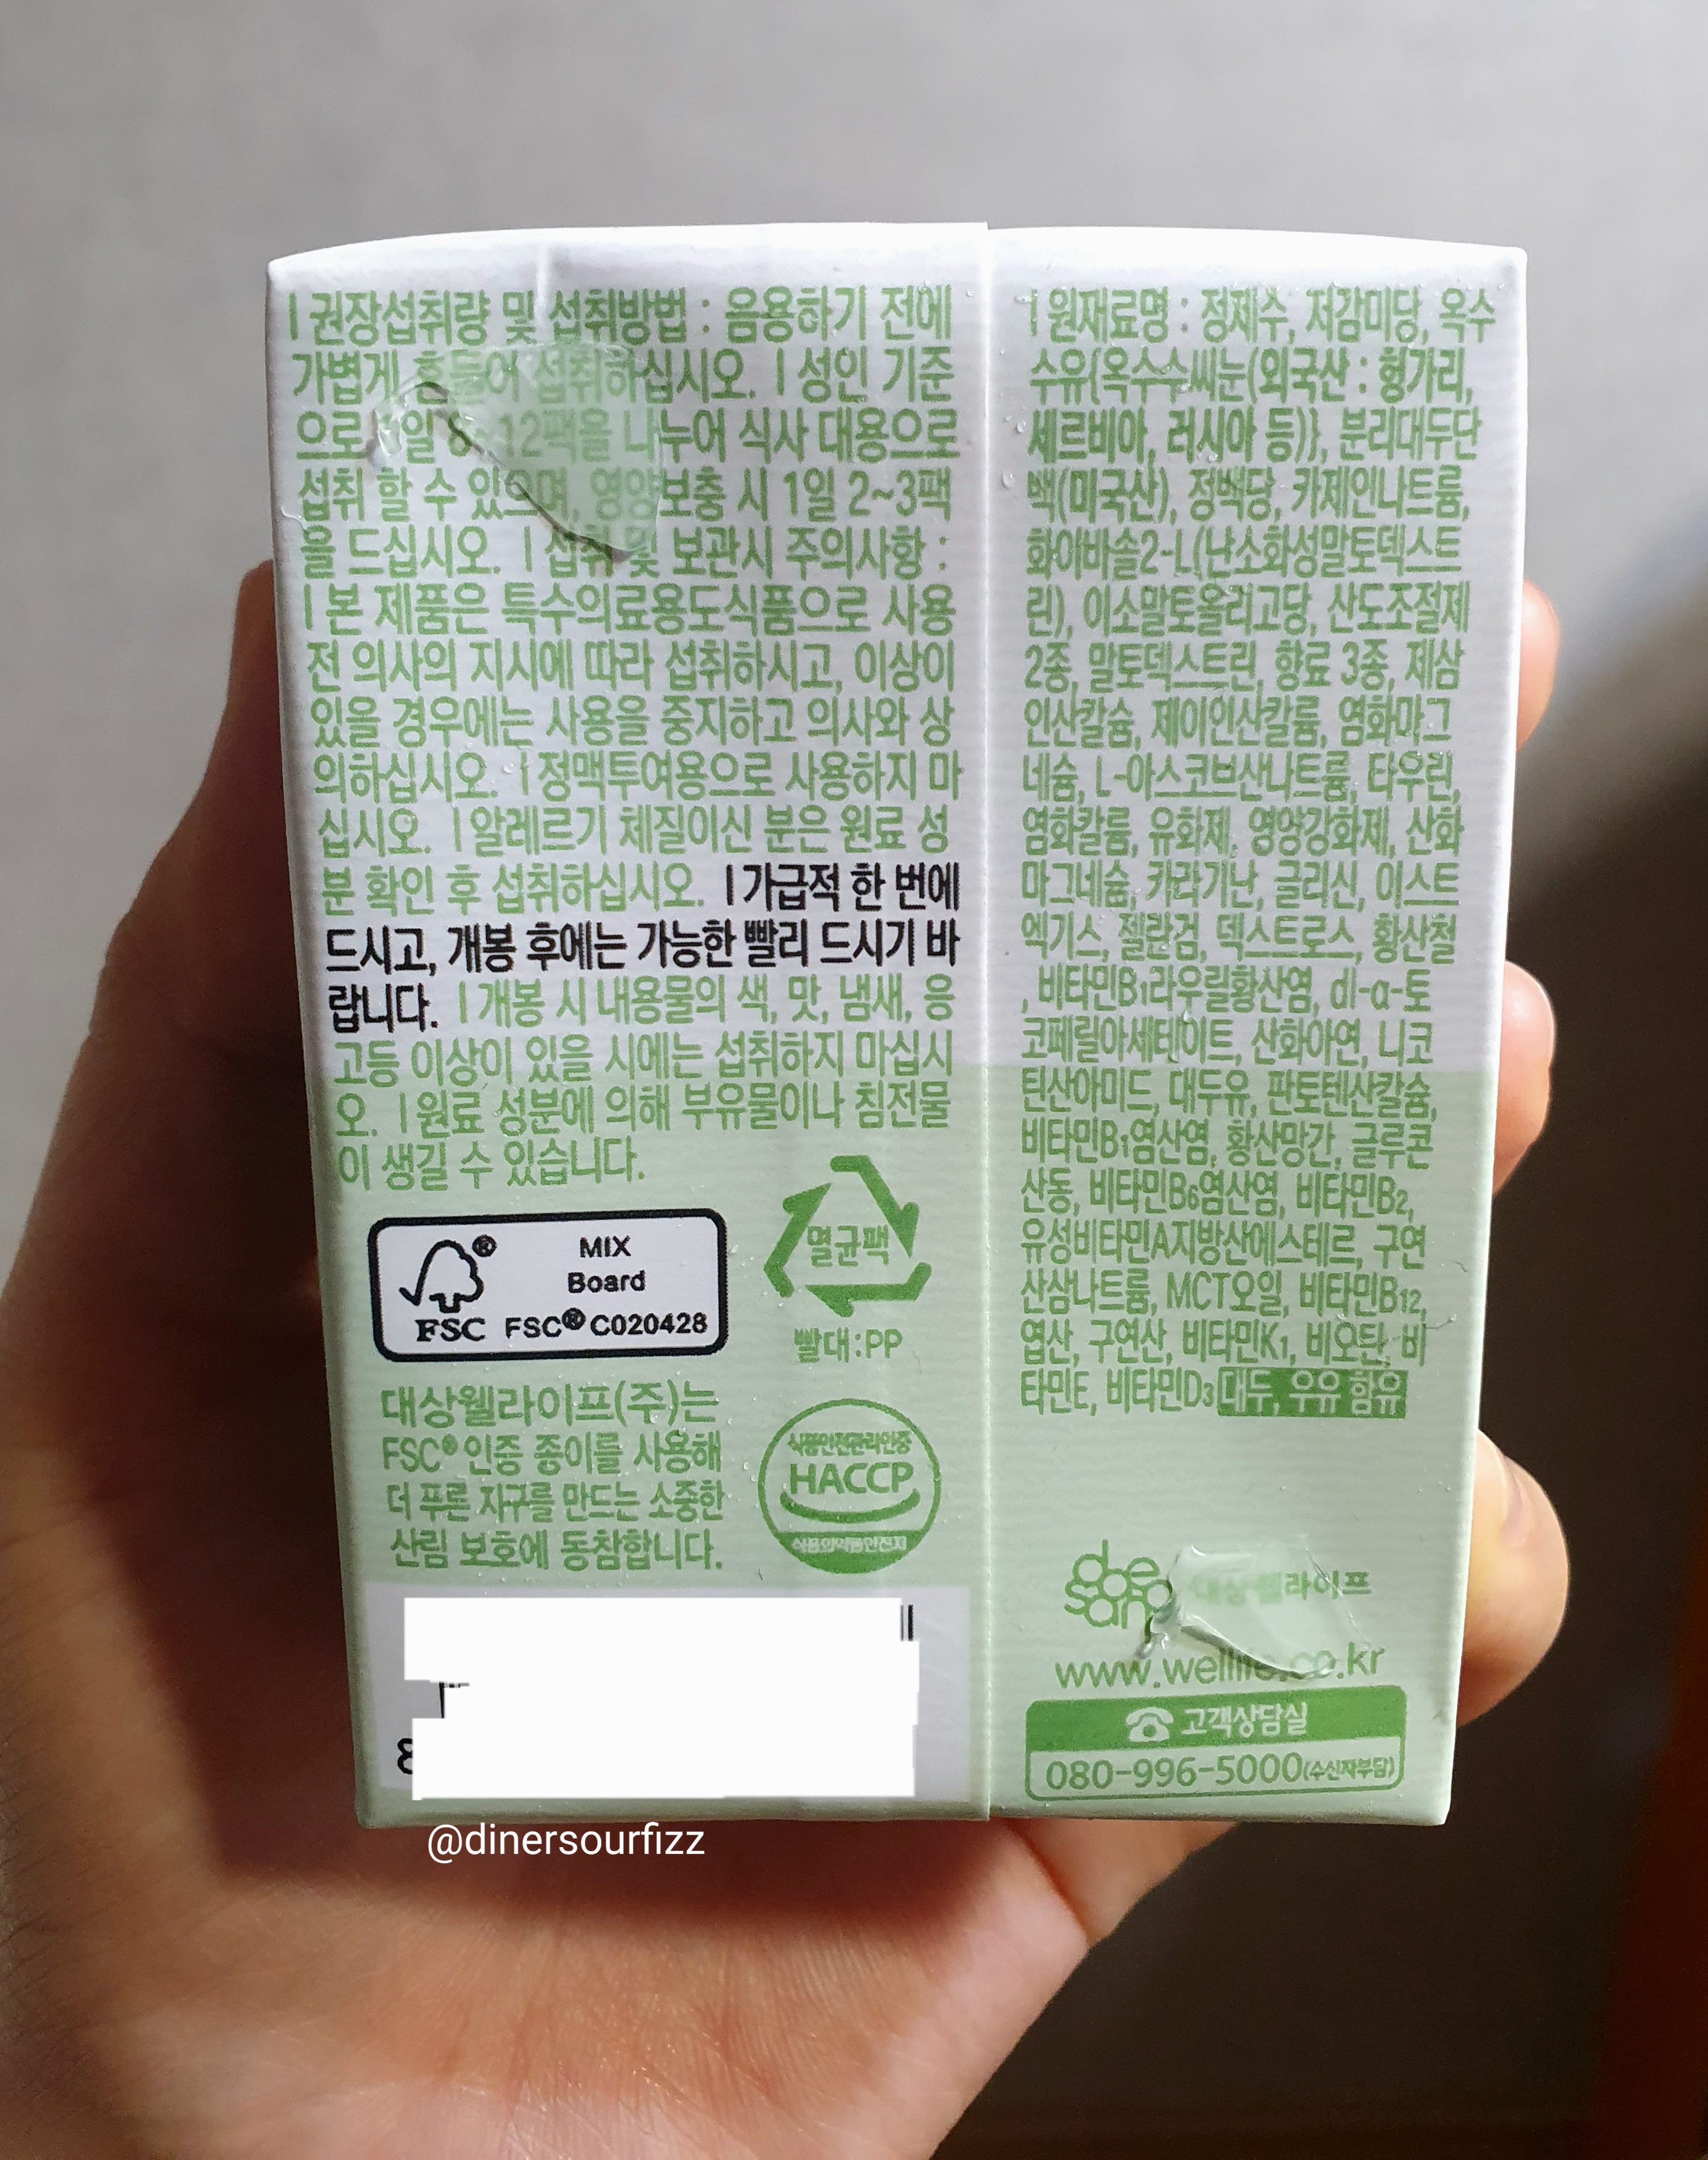 I 권장섭취량 및 섭취방법 : 음용하기 전에
가볍게 흔들어 섭취하십시오. I 성인 기준
으로 1일 8~12팩을 나누어 식사 대용으로
섭취 할 수 있으며, 영양보충 시 1일 2~3팩
을 드십시오. I 섭취 및 보관시 주의사항 :
I 본 제품은 특수의료용도식품으로 사용
전 의사의 지시에 따라 섭취하시고, 이상이
있을 경우에는 사용을 중지하고 의사와 상
의하십시오. I 정맥투여용으로 사용하지 마
십시오. I 알레르기 체질이신 분은 원료 성
분 확인 후 섭취하십시오. I 가급적 한 번에
드시고, 개봉 후에는 가능한 빨리 드시기 바
랍니다. I 개봉 시 내용물의 색, 맛, 냄새, 응
고등 이상이 있을 시에는 섭취하지 마십시
오. I 원료 성분에 의해 부유물이나 침전물
이 생길 수 있습니다.
MIX
Board
FSC FSC® C020428
멸균팩
빨대:PP
대상웰라이프(주)는
FSC® 인증 종이를 사용해
더 푸른 지구를 만드는 소중한
산림 보호에 동참합니다.
식품안전관리인증
HACCP
식품의약품안전처
I 원재료명 : 정제수, 저감미당, 옥수
수유{옥수수씨눈(외국산 : 헝가리,
세르비아, 러시아 등)}, 분리대두단
백(미국산), 정백당, 카제인나트륨,
화이바솔2-L(난소화성말토덱스트
린), 이소말토올리고당, 산도조절제
2종, 말토덱스트린, 향료 3종, 제삼
인산칼슘, 제이인산칼륨, 염화마그
네슘, L-아스코브산나트륨, 타우린,
염화칼륨, 유화제, 영양강화제, 산화
마그네슘, 카라기난, 글리신, 이스트
엑기스, 젤란검, 덱스트로스, 황산철
, 비타민B1라우릴황산염, dl-α-토
코페릴아세테이트, 산화아연, 니코
틴산아미드, 대두유, 판토텐산칼슘,
비타민B1염산염, 황산망간, 글루콘
산동, 비타민B6염산염, 비타민B2,
유성비타민A지방산에스테르, 구연
산삼나트륨, MCT오일, 비타민B12,
엽산, 구연산, 비타민K1, 비오틴, 비
타민E, 비타민D3 대두, 우유 함유
daesang 대상웰라이프
www.wellife.co.kr
고객상담실
080-996-5000(수신자부담)
@dinersourfizz